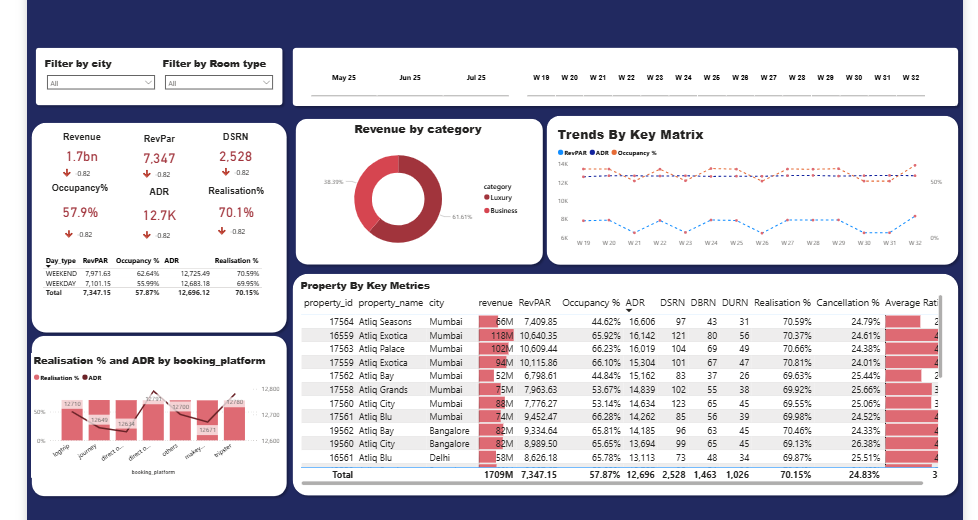 Filter by city
Filter by Room type
All
All
May 25 Jun 25 Jul 25
W 19 W 20 W 21 W 22 W 23 W 24 W 25 W 26 W 27 W 28 W 29 W 30 W 31 W 32
Revenue RevPar DSRN
1.7bn 7,347 2,528
-0.82 -0.82 -0.82
Occupancy% ADR Realisation%
57.9% 12.7K 70.1%
-0.82 -0.82 -0.82
Day_type RevPAR Occupancy % ADR Realisation %
WEEKEND 7,971.63 62.64% 12,725.49 70.59%
WEEKDAY 7,101.15 55.99% 12,683.18 69.95%
Total 7,347.15 57.87% 12,696.12 70.15%
Revenue by category
38.39%
61.61%
category
Luxury
Business
Trends By Key Matrix
RevPAR ADR Occupancy %
14K
12K
10K
8K
6K
50%
0%
W 19 W 20 W 21 W 22 W 23 W 24 W 25 W 26 W 27 W 28 W 29 W 30 W 31 W 32
Realisation % and ADR by booking_platform
Realisation % ADR
50%
0%
12,800
12,700
12,600
12710 12649 12634 12700 12671 12780
logtrip journey direct o... direct o... others makey... tripster
booking_platform
Property By Key Metrics
property_id property_name city revenue RevPAR Occupancy % ADR DSRN DBRN DURN Realisation % Cancellation % Average Rati
17564 Atliq Seasons Mumbai 66M 7,409.85 44.62% 16,606 97 43 31 70.59% 24.79% 2
16559 Atliq Exotica Mumbai 118M 10,640.35 65.92% 16,142 121 80 56 70.37% 24.61% 4
17563 Atliq Palace Mumbai 102M 10,609.44 66.23% 16,019 104 69 49 70.66% 24.38% 4
17559 Atliq Exotica Mumbai 94M 10,115.86 66.10% 15,304 101 67 47 70.81% 24.01% 4
17562 Atliq Bay Mumbai 52M 6,798.61 44.84% 15,162 83 37 26 69.63% 25.44% 2
17558 Atliq Grands Mumbai 75M 7,963.63 53.67% 14,839 102 55 38 69.92% 25.66% 3
17560 Atliq City Mumbai 88M 7,776.27 53.14% 14,634 123 65 45 69.55% 25.06% 3
17561 Atliq Blu Mumbai 74M 9,452.47 66.28% 14,262 85 56 39 69.98% 24.52% 4
19562 Atliq Bay Bangalore 82M 9,334.64 65.81% 14,185 96 63 45 70.46% 24.33% 4
19560 Atliq City Bangalore 82M 8,989.50 65.65% 13,694 99 65 45 69.13% 26.38% 4
16561 Atliq Blu Delhi 58M 8,626.18 65.78% 13,113 73 48 34 69.87% 25.51% 4
Total 1709M 7,347.15 57.87% 12,696 2,528 1,463 1,026 70.15% 24.83% 3